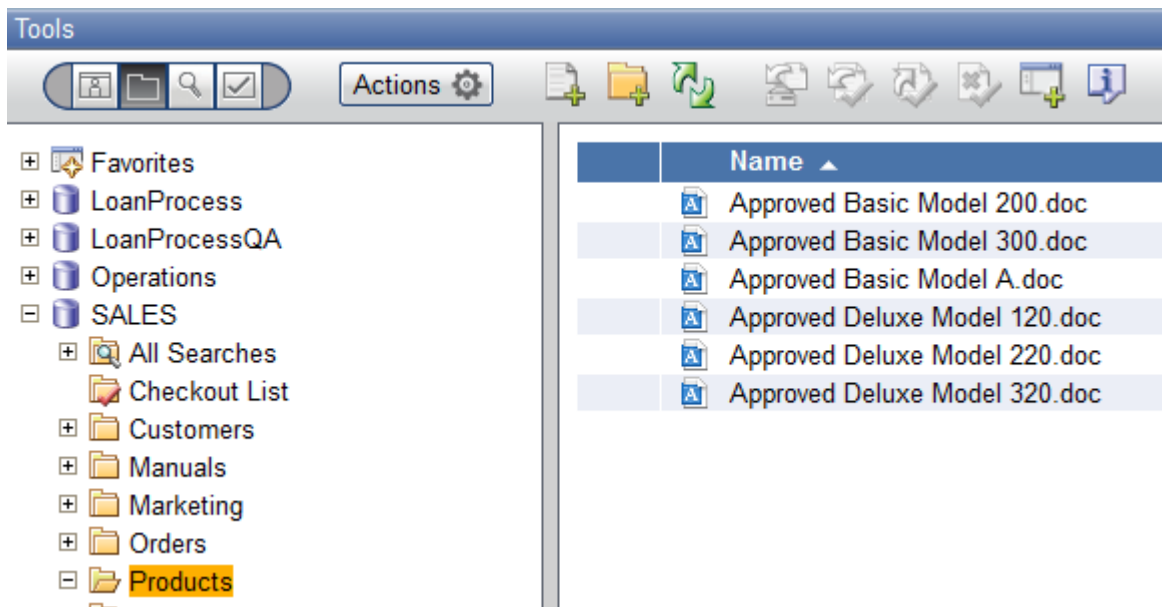 Tools
Actions
Favorites
LoanProcess
LoanProcessQA
Operations
SALES
All Searches
Checkout List
Customers
Manuals
Marketing
Orders
Products
Name
Approved Basic Model 200.doc
Approved Basic Model 300.doc
Approved Basic Model A.doc
Approved Deluxe Model 120.doc
Approved Deluxe Model 220.doc
Approved Deluxe Model 320.doc